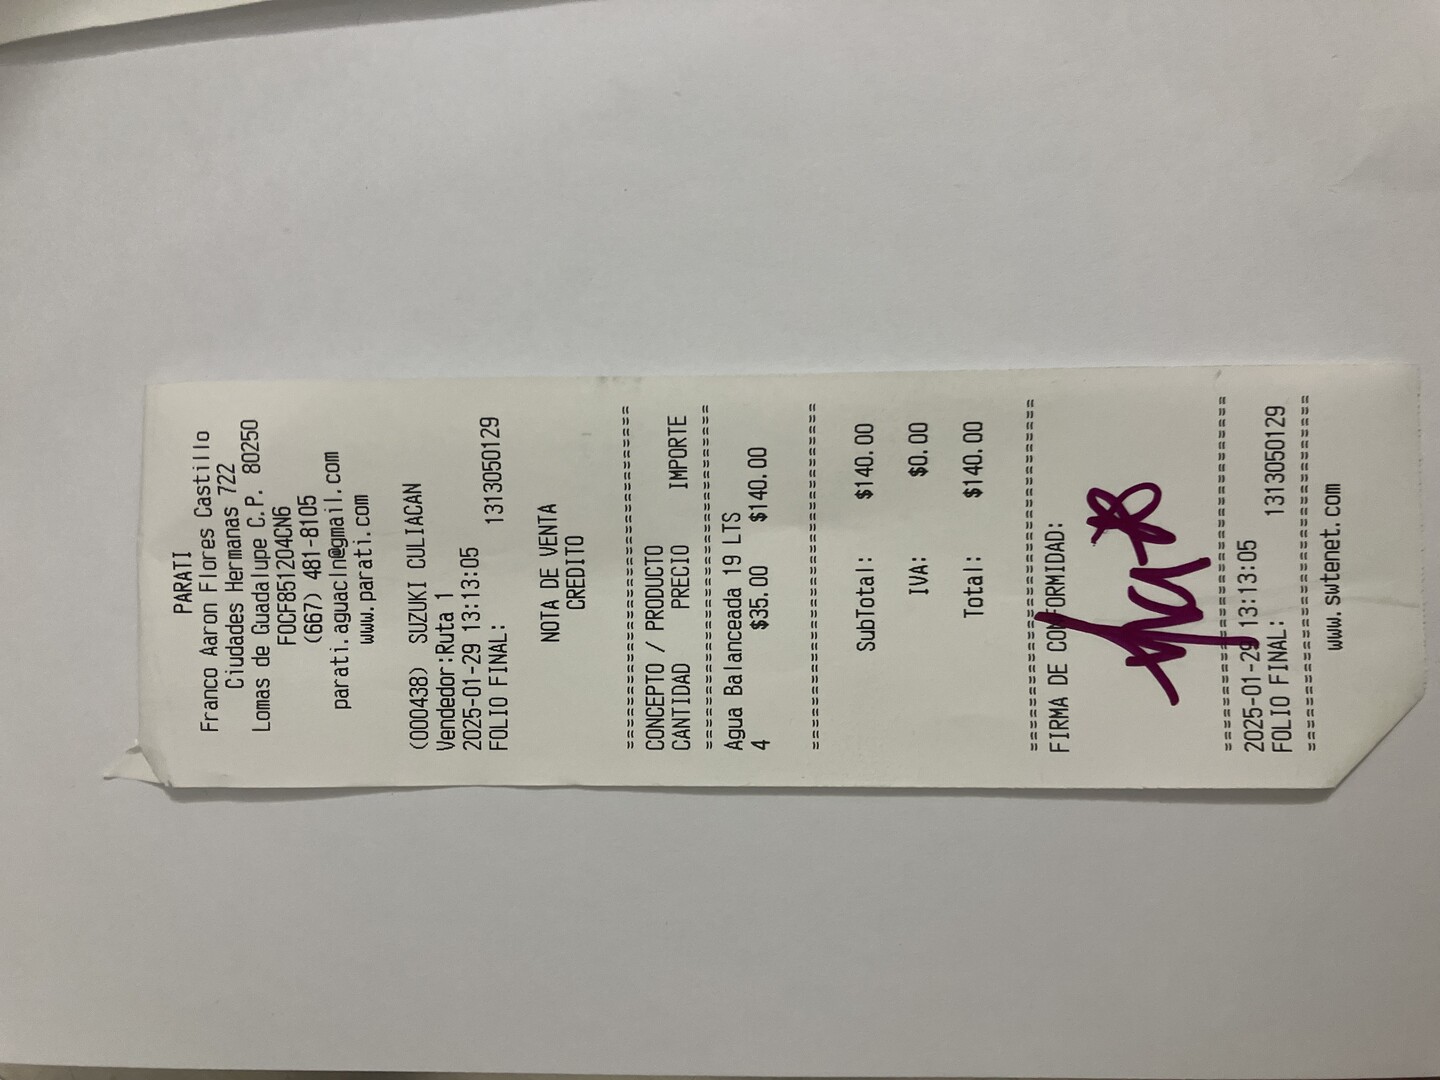 PARATI
Franco Aaron Flores Castillo
Ciudades Hermanas 722
Lomas de Guadalupe C.P. 80250
FOCF851204CN6
(667) 481-8105
parati.aguacln@gmail.com
www.parati.com
(000438) SUZUKI CULIACAN
Vendedor:Ruta 1
2025-01-29 13:13:05
FOLIO FINAL: 1313050129
NOTA DE VENTA
CREDITO
===================================
CONCEPTO / PRODUCTO
CANTIDAD PRECIO IMPORTE
===================================
Agua Balanceada 19 LTS
4 $35.00 $140.00
===================================
SubTotal: $140.00
IVA: $0.00
Total: $140.00
===================================
FIRMA DE CONFORMIDAD:
===================================
2025-01-29 13:13:05
FOLIO FINAL: 1313050129
===================================
www.swtenet.com